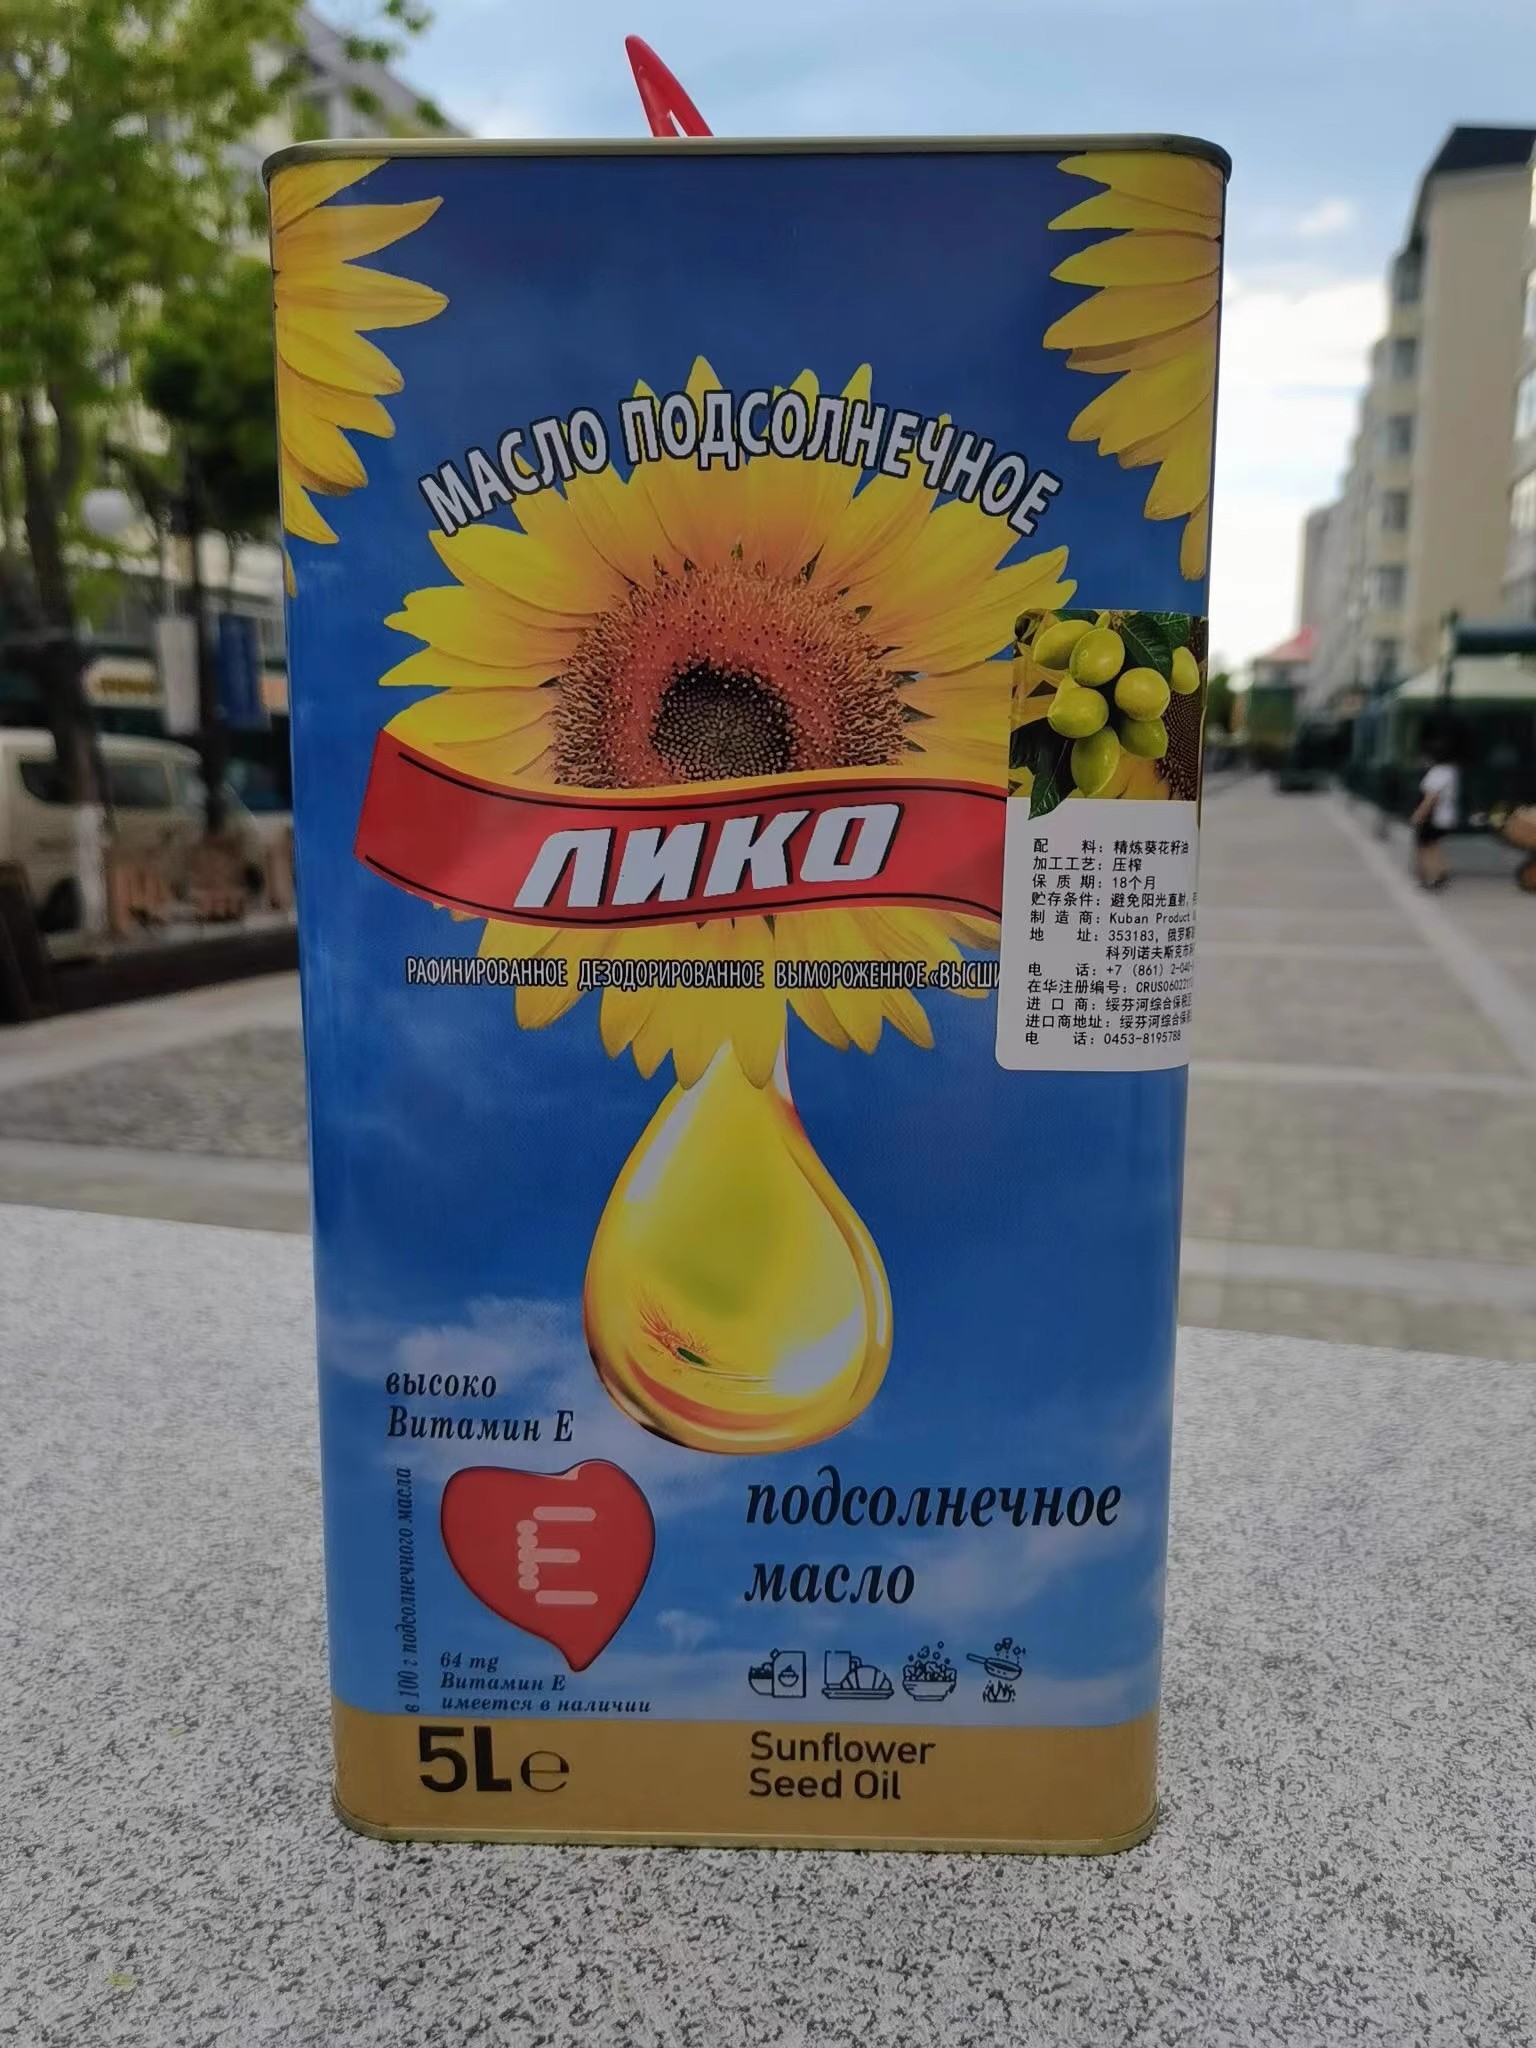 МАСЛО ПОДСОЛНЕЧНОЕ
ЛИКО
РАФИНИРОВАННОЕ ДЕЗОДОРИРОВАННОЕ ВЫМОРОЖЕННОЕ «ВЫСШИ
配 料：精炼葵花籽油
加工工艺：压榨
保 质 期：18个月
贮存条件：避免阳光直射，
制 造 商：Kuban Product
地 址：353183，俄罗斯
科列诺夫斯克市
电 话：+7 (861) 2-040-
在华注册编号：CRUS060221
进 口 商：绥芬河综合保税区
进口商地址：绥芬河综合保
电 话：0453-8195788
высоко
Витамин Е
в 100 г подсолнечного масла
E
64 mg
Витамин Е
имеется в наличии
подсолнечное
масло
5L e
Sunflower
Seed Oil